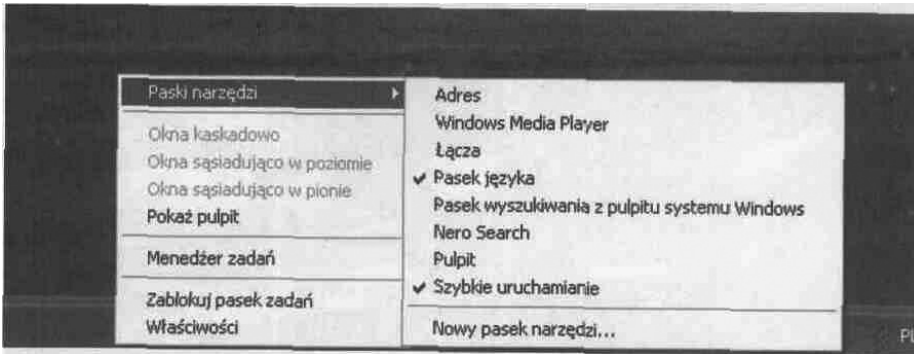 Paski narzędzi
Okna kaskadowo
Okna sąsiadująco w poziomie
Okna sąsiadująco w pionie
Pokaż pulpit
Menedżer zadań
Zablokuj pasek zadań
Właściwości
Adres
Windows Media Player
Łącza
Pasek języka
Pasek wyszukiwania z pulpitu systemu Windows
Nero Search
Pulpit
Szybkie uruchamianie
Nowy pasek narzędzi...